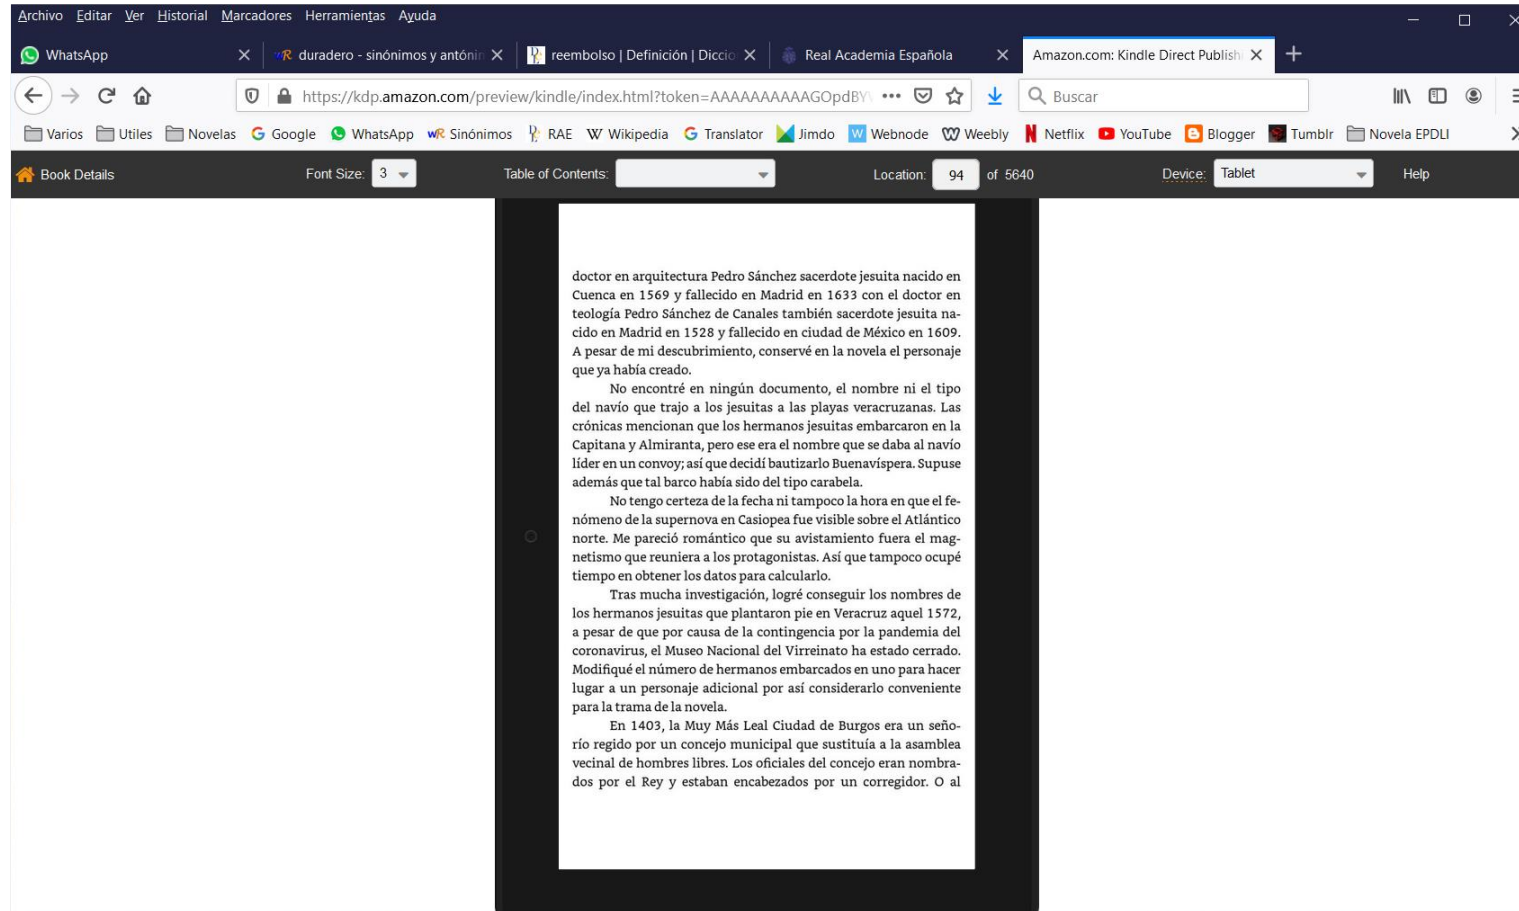 Archivo Editar Ver Historial Marcadores Herramientas Ayuda
WhatsApp
duradero - sinónimos y antónim
reembolso | Definición | Diccio
Real Academia Española
Amazon.com: Kindle Direct Publishi
https://kdp.amazon.com/preview/kindle/index.html?token=AAAAAAAAAAGOpdBY
Buscar
Varios Utiles Novelas Google WhatsApp Sinónimos RAE Wikipedia Translator Jimdo Webnode Weebly Netflix YouTube Blogger Tumblr Novela EPDLI
Book Details Font Size: 3 Table of Contents: Location: 94 of 5640 Device: Tablet Help
doctor en arquitectura Pedro Sánchez sacerdote jesuita nacido en
Cuenca en 1569 y fallecido en Madrid en 1633 con el doctor en
teología Pedro Sánchez de Canales también sacerdote jesuita na-
cido en Madrid en 1528 y fallecido en ciudad de México en 1609.
A pesar de mi descubrimiento, conservé en la novela el personaje
que ya había creado.
No encontré en ningún documento, el nombre ni el tipo
del navío que trajo a los jesuitas a las playas veracruzanas. Las
crónicas mencionan que los hermanos jesuitas embarcaron en la
Capitana y Almiranta, pero ese era el nombre que se daba al navío
líder en un convoy; así que decidí bautizarlo Buenavíspera. Supuse
además que tal barco había sido del tipo carabela.
No tengo certeza de la fecha ni tampoco la hora en que el fe-
nómeno de la supernova en Casiopea fue visible sobre el Atlántico
norte. Me pareció romántico que su avistamiento fuera el mag-
netismo que reuniera a los protagonistas. Así que tampoco ocupé
tiempo en obtener los datos para calcularlo.
Tras mucha investigación, logré conseguir los nombres de
los hermanos jesuitas que plantaron pie en Veracruz aquel 1572,
a pesar de que por causa de la contingencia por la pandemia del
coronavirus, el Museo Nacional del Virreinato ha estado cerrado.
Modifiqué el número de hermanos embarcados en uno para hacer
lugar a un personaje adicional por así considerarlo conveniente
para la trama de la novela.
En 1403, la Muy Más Leal Ciudad de Burgos era un seño-
río regido por un concejo municipal que sustituía a la asamblea
vecinal de hombres libres. Los oficiales del concejo eran nombra-
dos por el Rey y estaban encabezados por un corregidor. O al